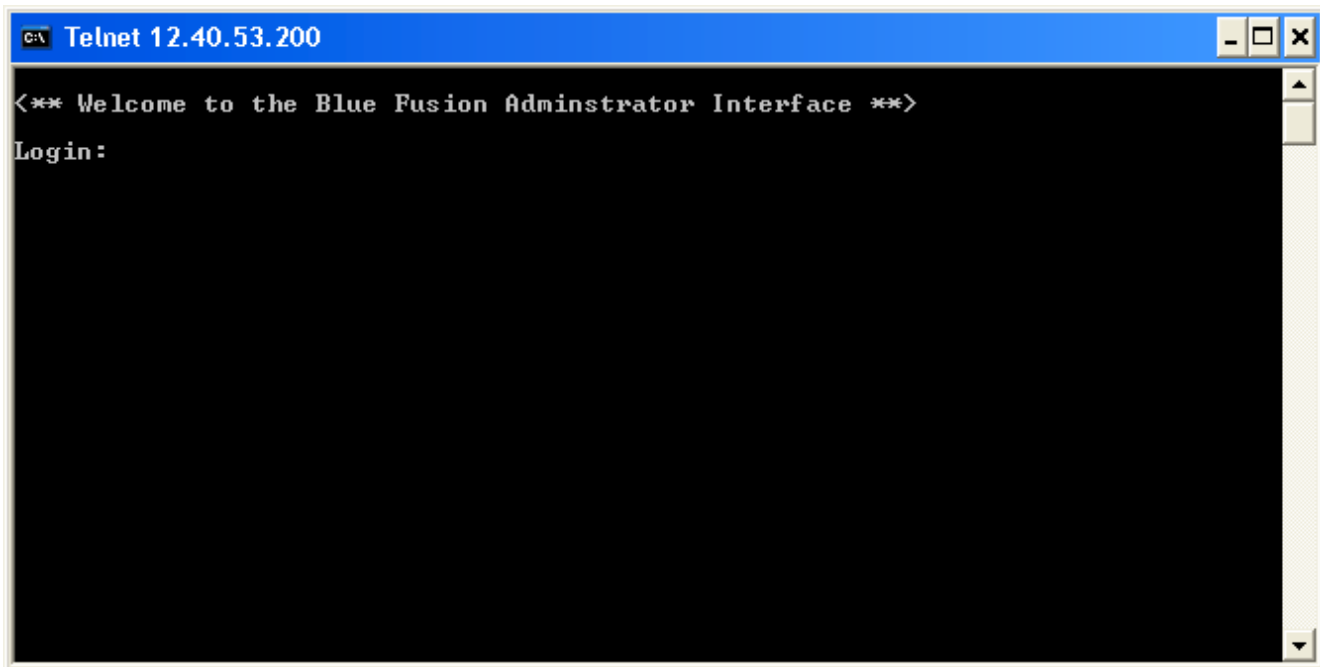 Telnet 12.40.53.200
<** Welcome to the Blue Fusion Adminstrator Interface **>
Login: